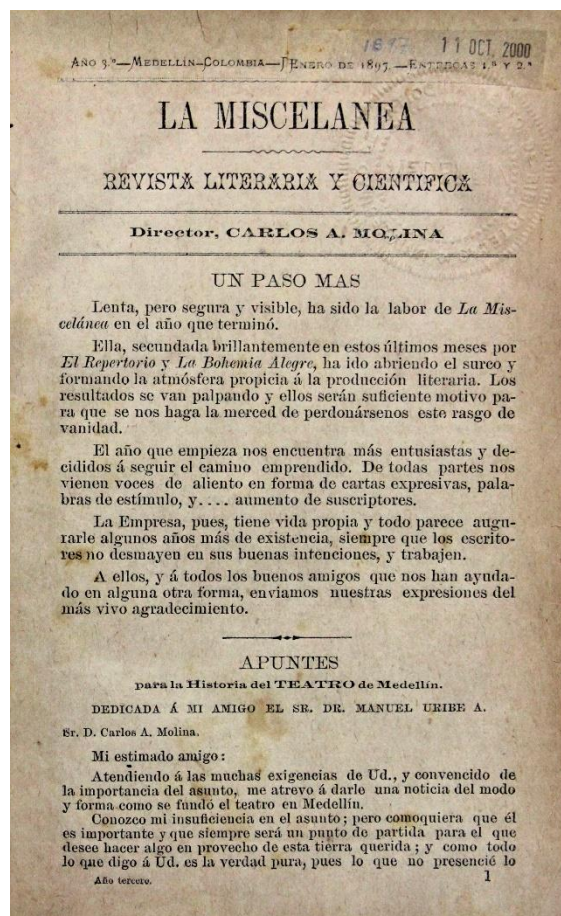 1897 11 OCT. 2000
AÑO 3.º—MEDELLÍN–COLOMBIA—ENERO DE 1897.—ENTREGAS 1.ª Y 2.ª
LA MISCELANEA
REVISTA LITERARIA Y CIENTIFICA
Director, CARLOS A. MOLINA
UN PASO MAS
Lenta, pero segura y visible, ha sido la labor de La Mis-
celánea en el año que terminó.
Ella, secundada brillantemente en estos últimos meses por
El Repertorio y La Bohemia Alegre, ha ido abriendo el surco y
formando la atmósfera propicia á la producción literaria. Los
resultados se van palpando y ellos serán suficiente motivo pa-
ra que se nos haga la merced de perdonársenos este rasgo de
vanidad.
El año que empieza nos encuentra más entusiastas y de-
cididos á seguir el camino emprendido. De todas partes nos
vienen voces de aliento en forma de cartas expresivas, pala-
bras de estímulo, y.... aumento de suscriptores.
La Empresa, pues, tiene vida propia y todo parece augu-
rarle algunos años más de existencia, siempre que los escrito-
res no desmayen en sus buenas intenciones, y trabajen.
A ellos, y á todos los buenos amigos que nos han ayuda-
do en alguna otra forma, enviamos nuestras expresiones del
más vivo agradecimiento.
APUNTES
para la Historia del TEATRO de Medellín.
DEDICADA Á MI AMIGO EL SR. DR. MANUEL URIBE A.
Sr. D. Carlos A. Molina.
Mi estimado amigo:
Atendiendo á las muchas exigencias de Ud., y convencido de
la importancia del asunto, me atrevo á darle una noticia del modo
y forma como se fundó el teatro en Medellín.
Conozco mi insuficiencia en el asunto; pero comoquiera que él
es importante y que siempre será un punto de partida para el que
desee hacer algo en provecho de esta tierra querida; y como todo
lo que digo á Ud. es la verdad pura, pues lo que no presencié lo
Año tercero. 1